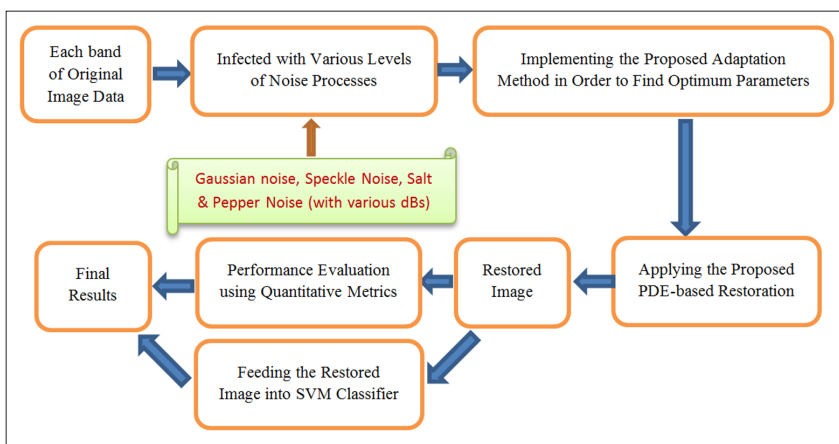 Each band
of Original
Image Data
Infected with Various Levels
of Noise Processes
Implementing the Proposed Adaptation
Method in Order to Find Optimum Parameters
Gaussian noise, Speckle Noise, Salt
& Pepper Noise (with various dBs)
Applying the Proposed
PDE-based Restoration
Restored
Image
Performance Evaluation
using Quantitative Metrics
Final
Results
Feeding the Restored
Image into SVM Classifier